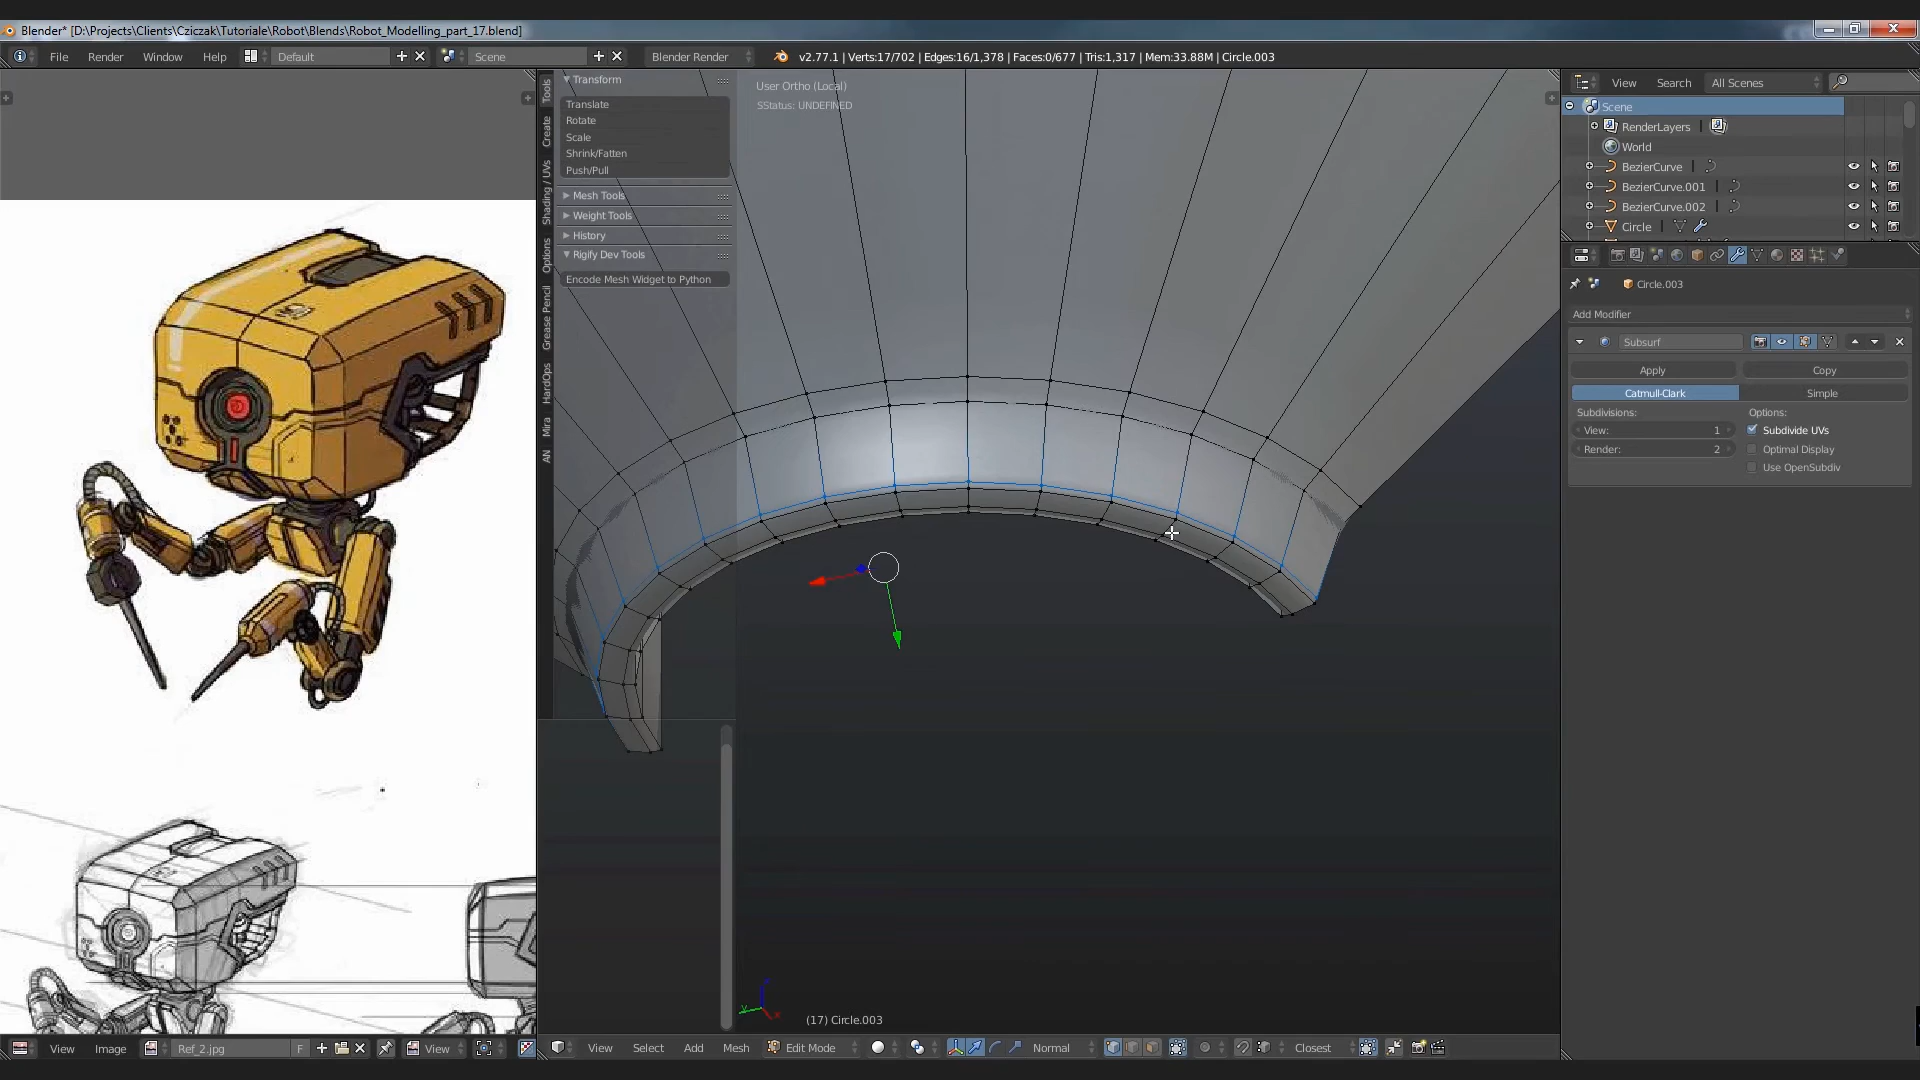 Blender* [D:\Projects\Clients\Cziczak\Tutoriale\Robot\Blends\Robot_Modelling_part_17.blend]
File Render Window Help Default Scene Blender Render v2.77.1 | Verts:17/702 | Edges:16/1,378 | Faces:0/677 | Tris:1,317 | Mem:33.88M | Circle.003
Tools
Create
Shading / UVs
Options
Grease Pencil
HardOps
Mira
AN
Transform
Translate
Rotate
Scale
Shrink/Fatten
Push/Pull
Mesh Tools
Weight Tools
History
Rigify Dev Tools
Encode Mesh Widget to Python
User Ortho (Local)
SStatus: UNDEFINED
(17) Circle.003
View Search All Scenes
Scene
RenderLayers |
World
BezierCurve |
BezierCurve.001 |
BezierCurve.002 |
Circle |
Circle.003
Add Modifier
Subsurf
Apply Copy
Catmull-Clark Simple
Subdivisions: Options:
View: 1 Subdivide UVs
Render: 2 Optimal Display
Use OpenSubdiv
View Image Ref_2.jpg F View
View Select Add Mesh Edit Mode Normal Closest